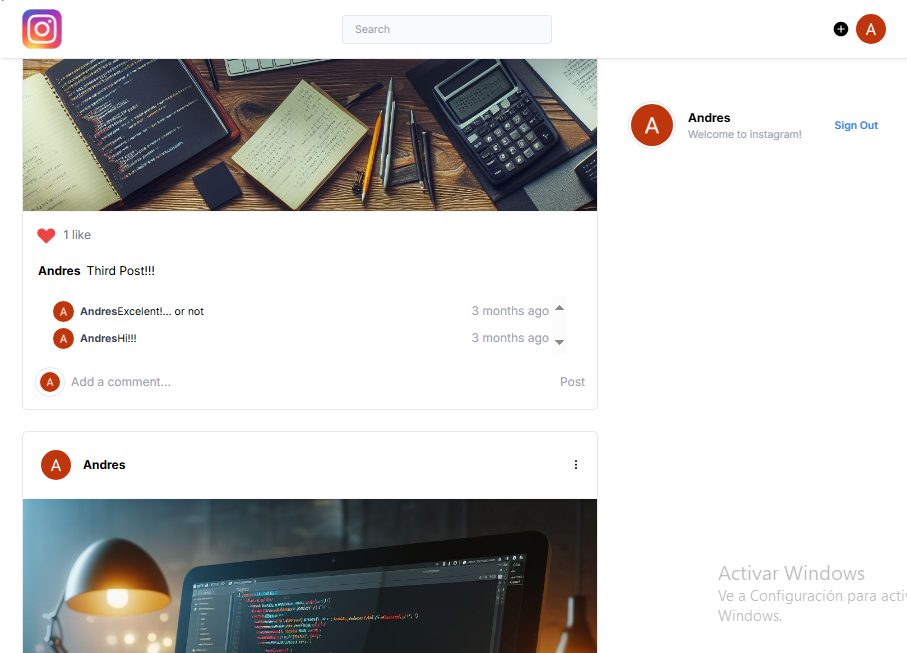 Search
A
A
Andres
Welcome to instagram!
Sign Out
1 like
Andres Third Post!!!
A AndresExcelent!... or not 3 months ago
A AndresHi!!! 3 months ago
A Add a comment... Post
A Andres
Activar Windows
Ve a Configuración para activ
Windows.